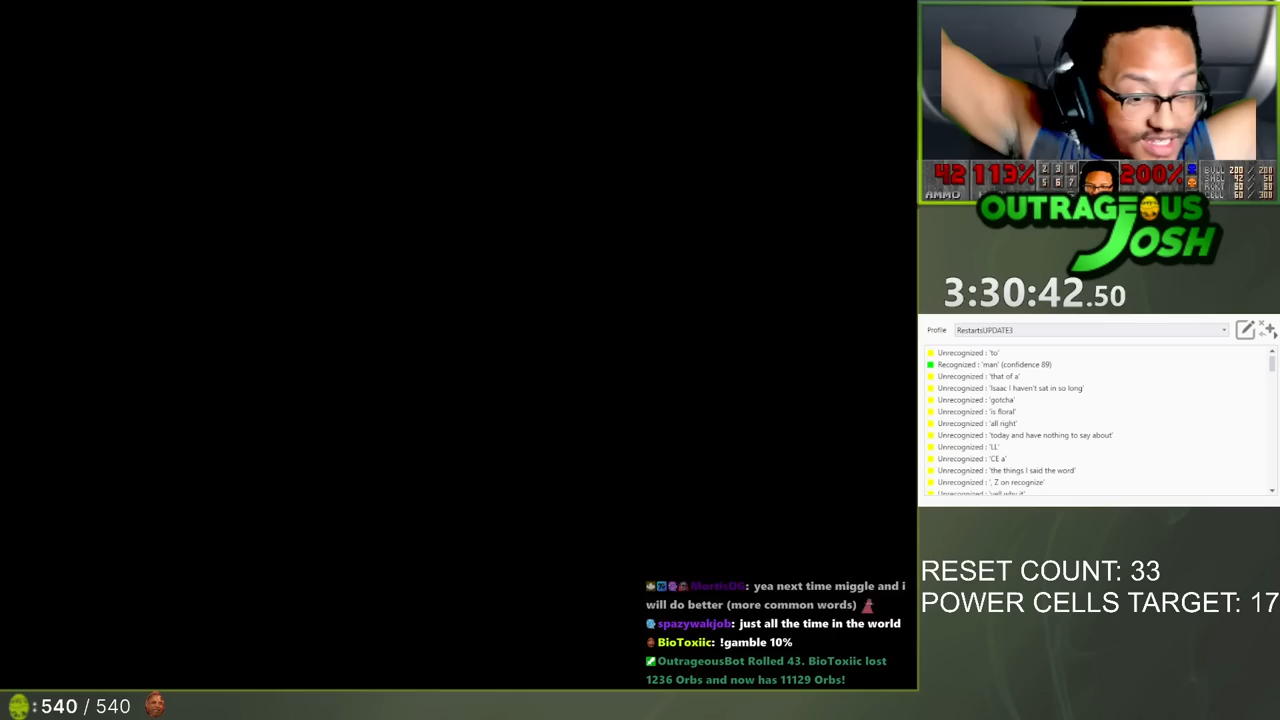 42 113% 200%
AMMO
2 3 4
5 6 7
BULL 200 / 200
SHEL 42 / 50
RCKT 50 / 50
CELL 60 / 300
OUTRAGEOUS
JOSH
3:30:42.50
Profile RestartsUPDATE3
Unrecognized : 'to'
Recognized : 'man' (confidence 89)
Unrecognized : 'that of a'
Unrecognized : 'Isaac I haven't sat in so long'
Unrecognized : 'gotcha'
Unrecognized : 'is floral'
Unrecognized : 'all right'
Unrecognized : 'today and have nothing to say about'
Unrecognized : 'LL'
Unrecognized : 'CE a'
Unrecognized : 'the things I said the word'
Unrecognized : ', Z on recognize'
Unrecognized : 'yell why it'
RESET COUNT: 33
POWER CELLS TARGET: 17
MortisOG: yea next time miggle and i
will do better (more common words)
spazywakjob: just all the time in the world
BioToxiic: !gamble 10%
OutrageousBot Rolled 43. BioToxiic lost
1236 Orbs and now has 11129 Orbs!
: 540 / 540